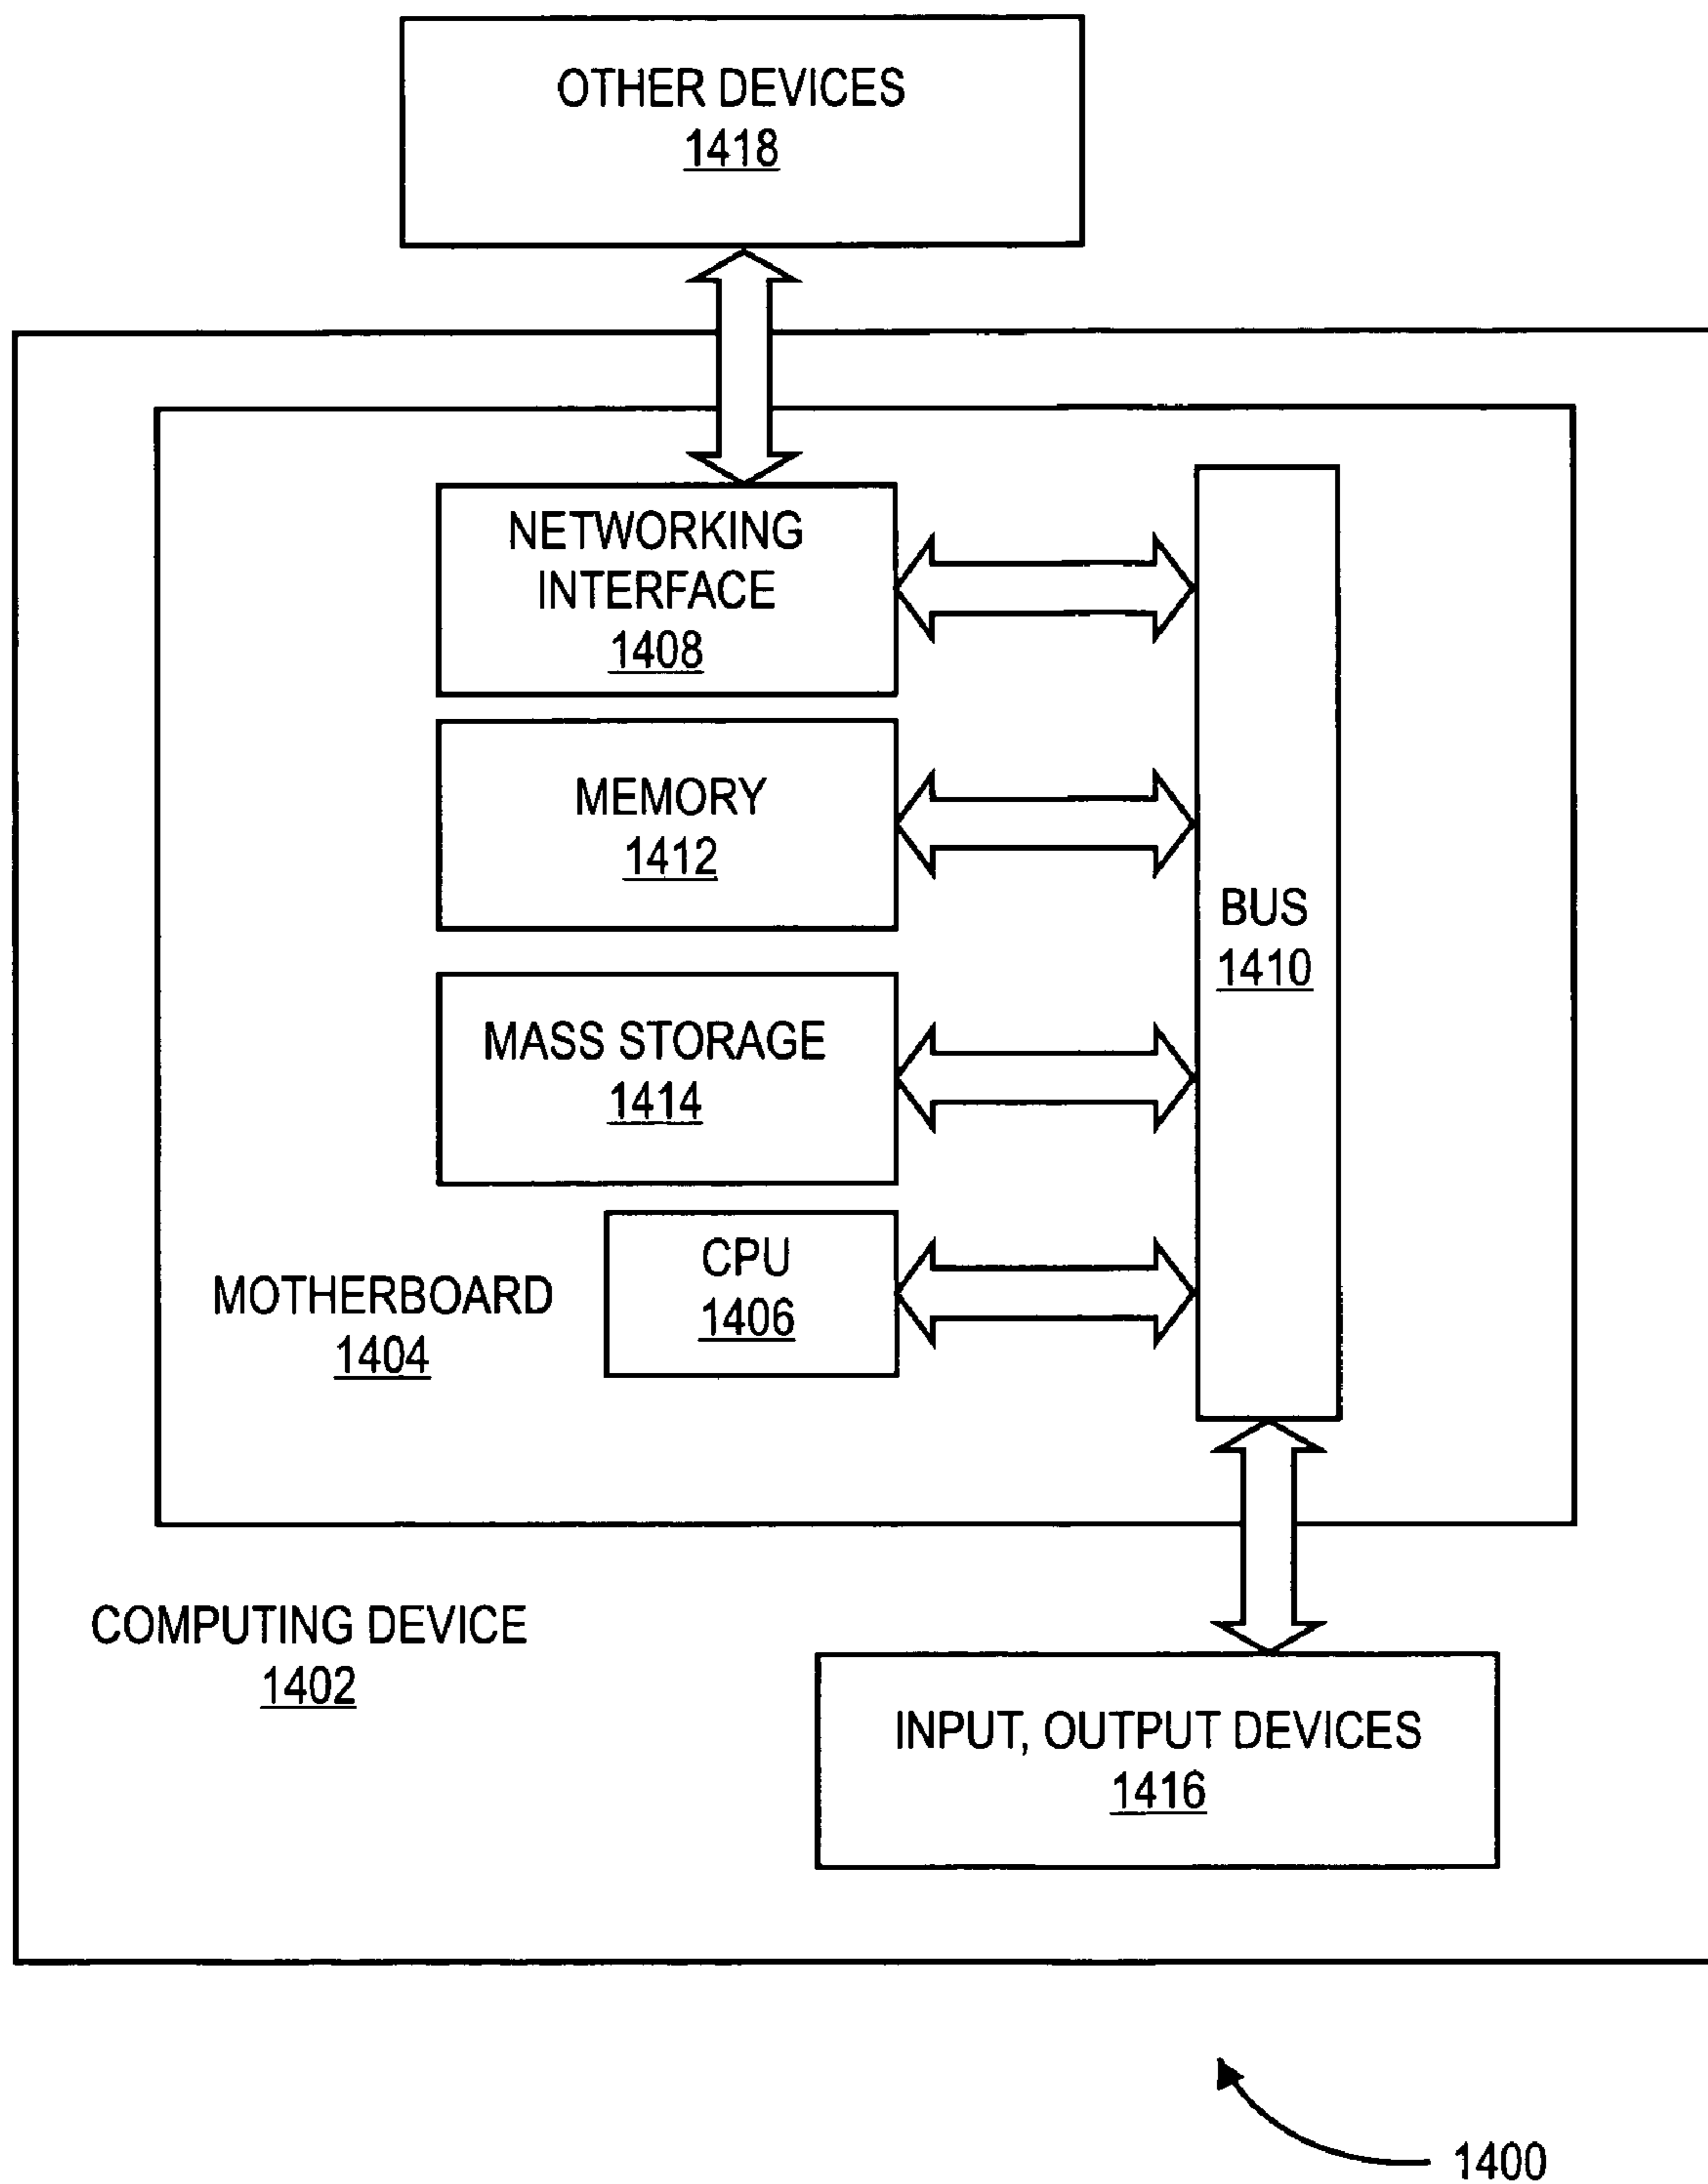 OTHER DEVICES
1418
NETWORKING
INTERFACE
1408
MEMORY
1412
BUS
1410
MASS STORAGE
1414
CPU
1406
MOTHERBOARD
1404
COMPUTING DEVICE
1402
INPUT, OUTPUT DEVICES
1416
1400